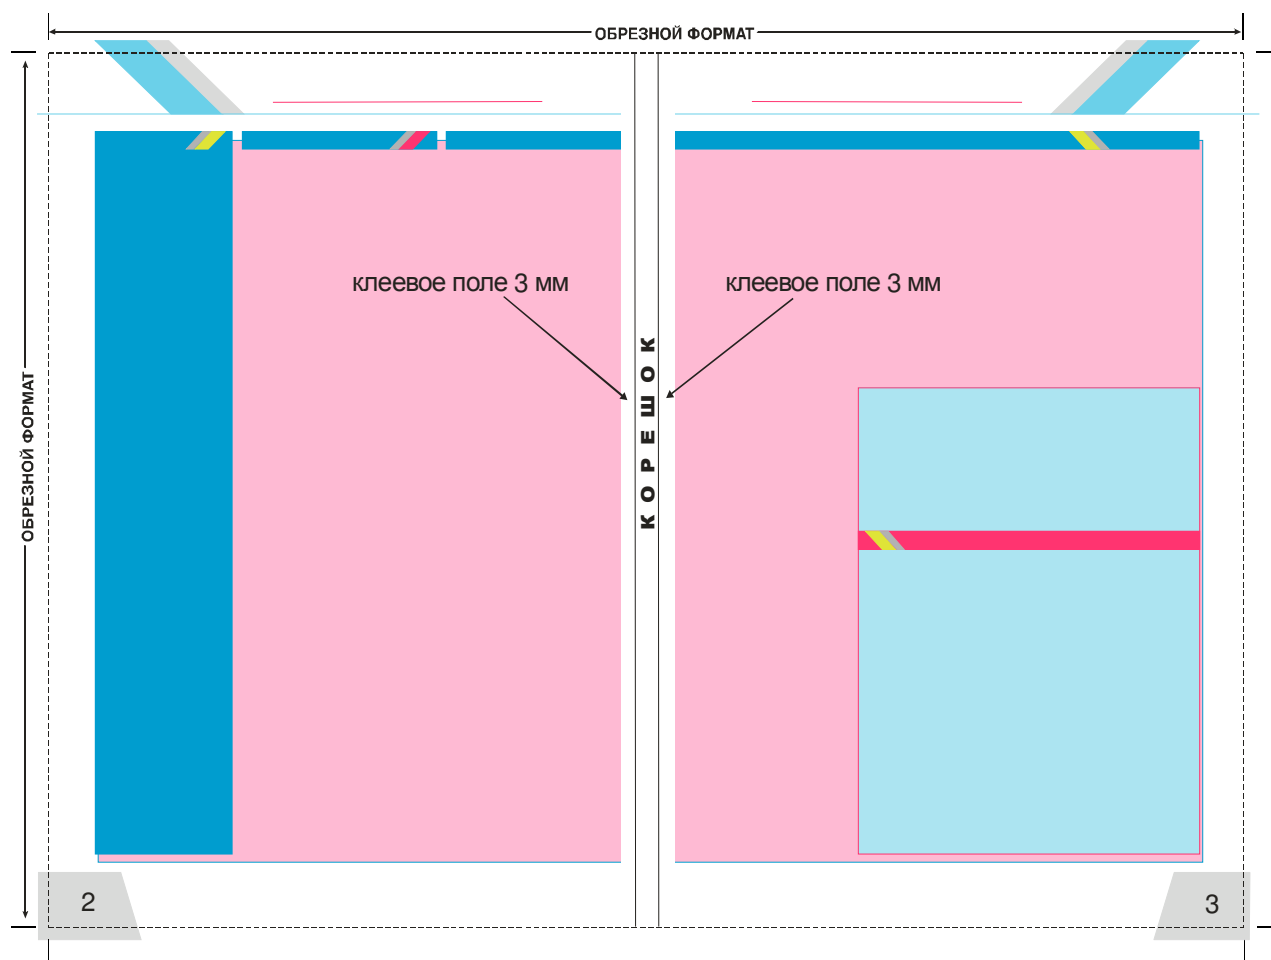 ОБРЕЗНОЙ ФОРМАТ
ОБРЕЗНОЙ ФОРМАТ
клеевое поле 3 мм
клеевое поле 3 мм
КОРЕШОК
2
3